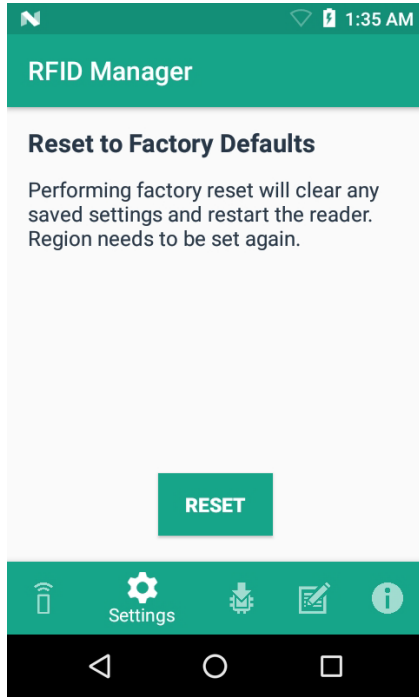 1:35 AM
RFID Manager
Reset to Factory Defaults
Performing factory reset will clear any
saved settings and restart the reader.
Region needs to be set again.
RESET
Settings